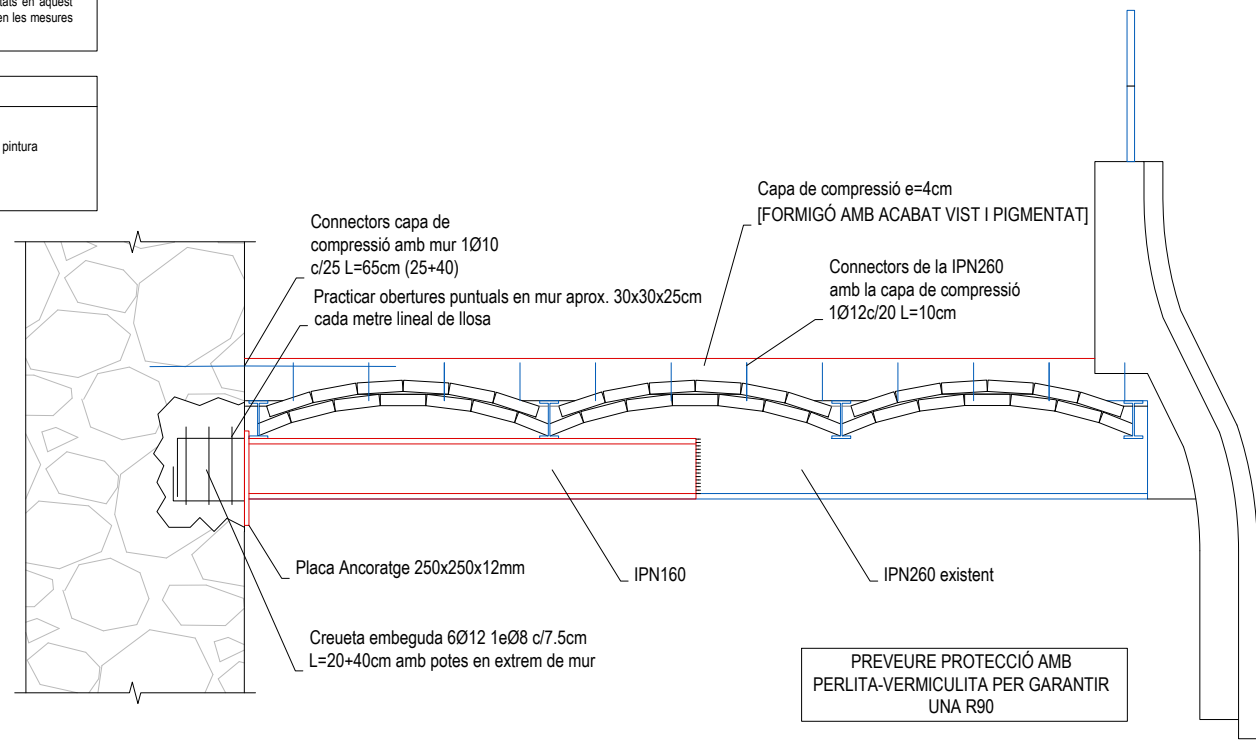 tats en aquest
en les mesures
pintura
Capa de compressió e=4cm
[FORMIGÓ AMB ACABAT VIST I PIGMENTAT]
Connectors capa de
compressió amb mur 1Ø10
c/25 L=65cm (25+40)
Connectors de la IPN260
amb la capa de compressió
1Ø12c/20 L=10cm
Practicar obertures puntuals en mur aprox. 30x30x25cm
cada metre lineal de llosa
Placa Ancoratge 250x250x12mm
IPN160
IPN260 existent
Creueta embeguda 6Ø12 1eØ8 c/7.5cm
L=20+40cm amb potes en extrem de mur
PREVEURE PROTECCIÓ AMB
PERLITA-VERMICULITA PER GARANTIR
UNA R90